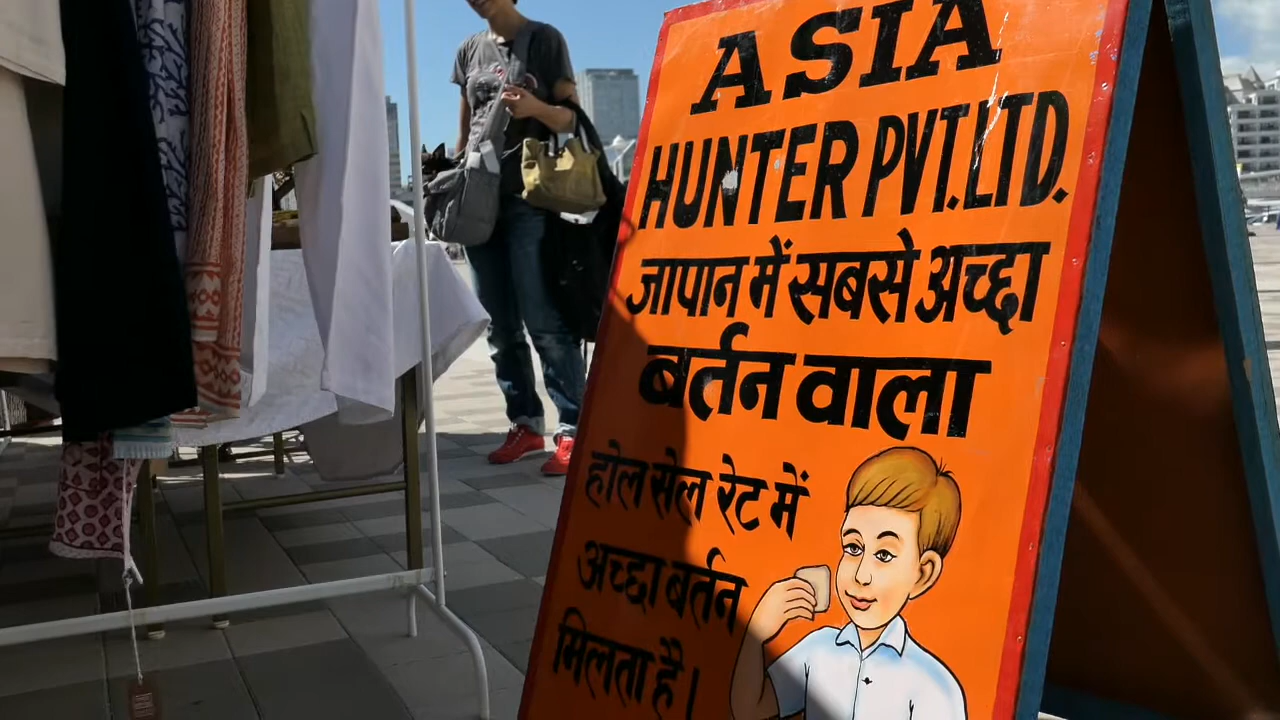 ASIA
HUNTER PVT.LTD.
जापान में सबसे अच्छा
बर्तन वाला
होल सेल रेट में
अच्छा बर्तन
मिलता है।